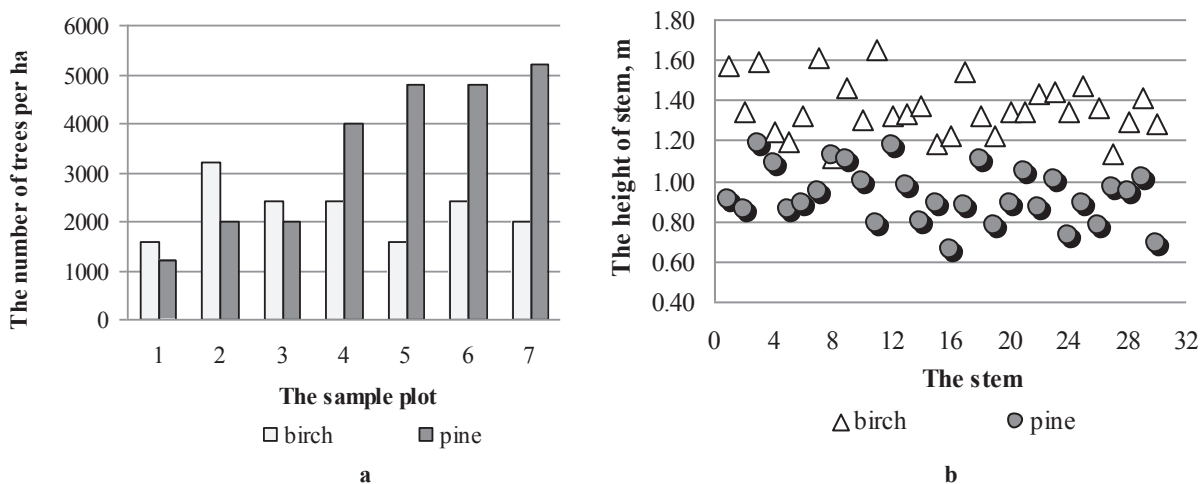 The number of trees per ha
6000
5000
4000
3000
2000
1000
0
1 2 3 4 5 6 7
The sample plot
birch pine
a
The height of stem, m
1.80
1.60
1.40
1.20
1.00
0.80
0.60
0.40
0 4 8 12 16 20 24 28 32
The stem
birch pine
b